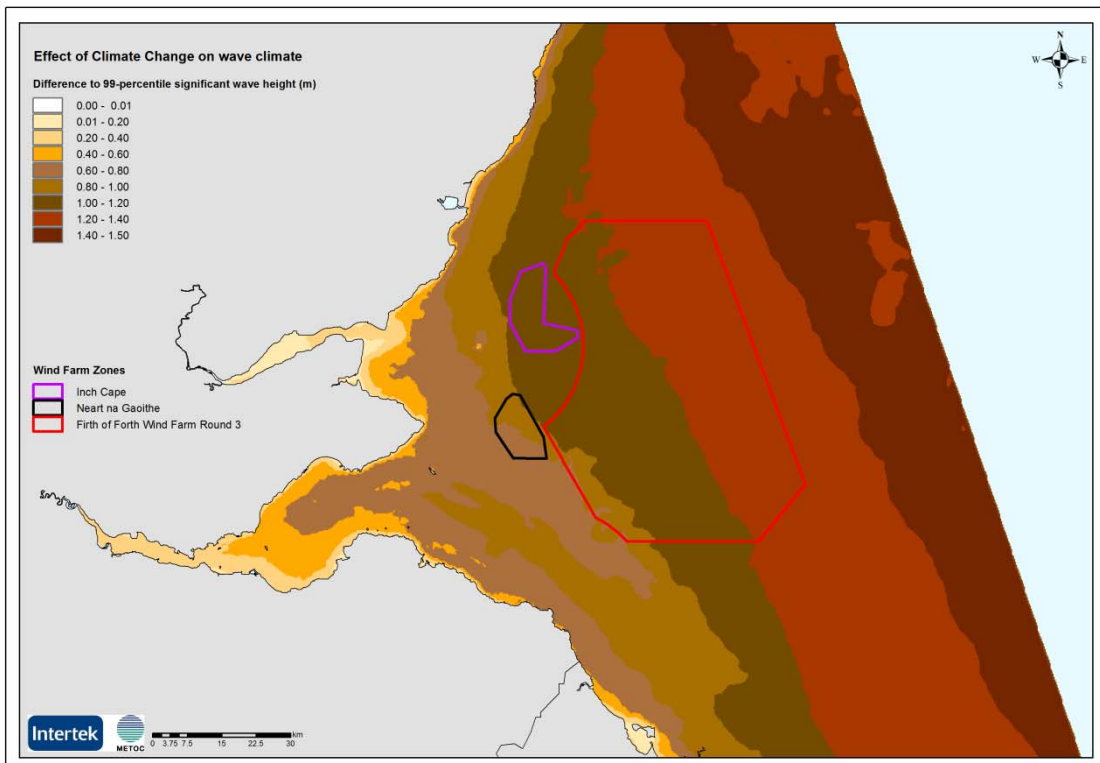 Effect of Climate Change on wave climate
Difference to 99-percentile significant wave height (m)
0.00 - 0.01
0.01 - 0.20
0.20 - 0.40
0.40 - 0.60
0.60 - 0.80
0.80 - 1.00
1.00 - 1.20
1.20 - 1.40
1.40 - 1.50
N
W E
S
Wind Farm Zones
Inch Cape
Neart na Gaoithe
Firth of Forth Wind Farm Round 3
Intertek
METOC
km
0 3.75 7.5 15 22.5 30